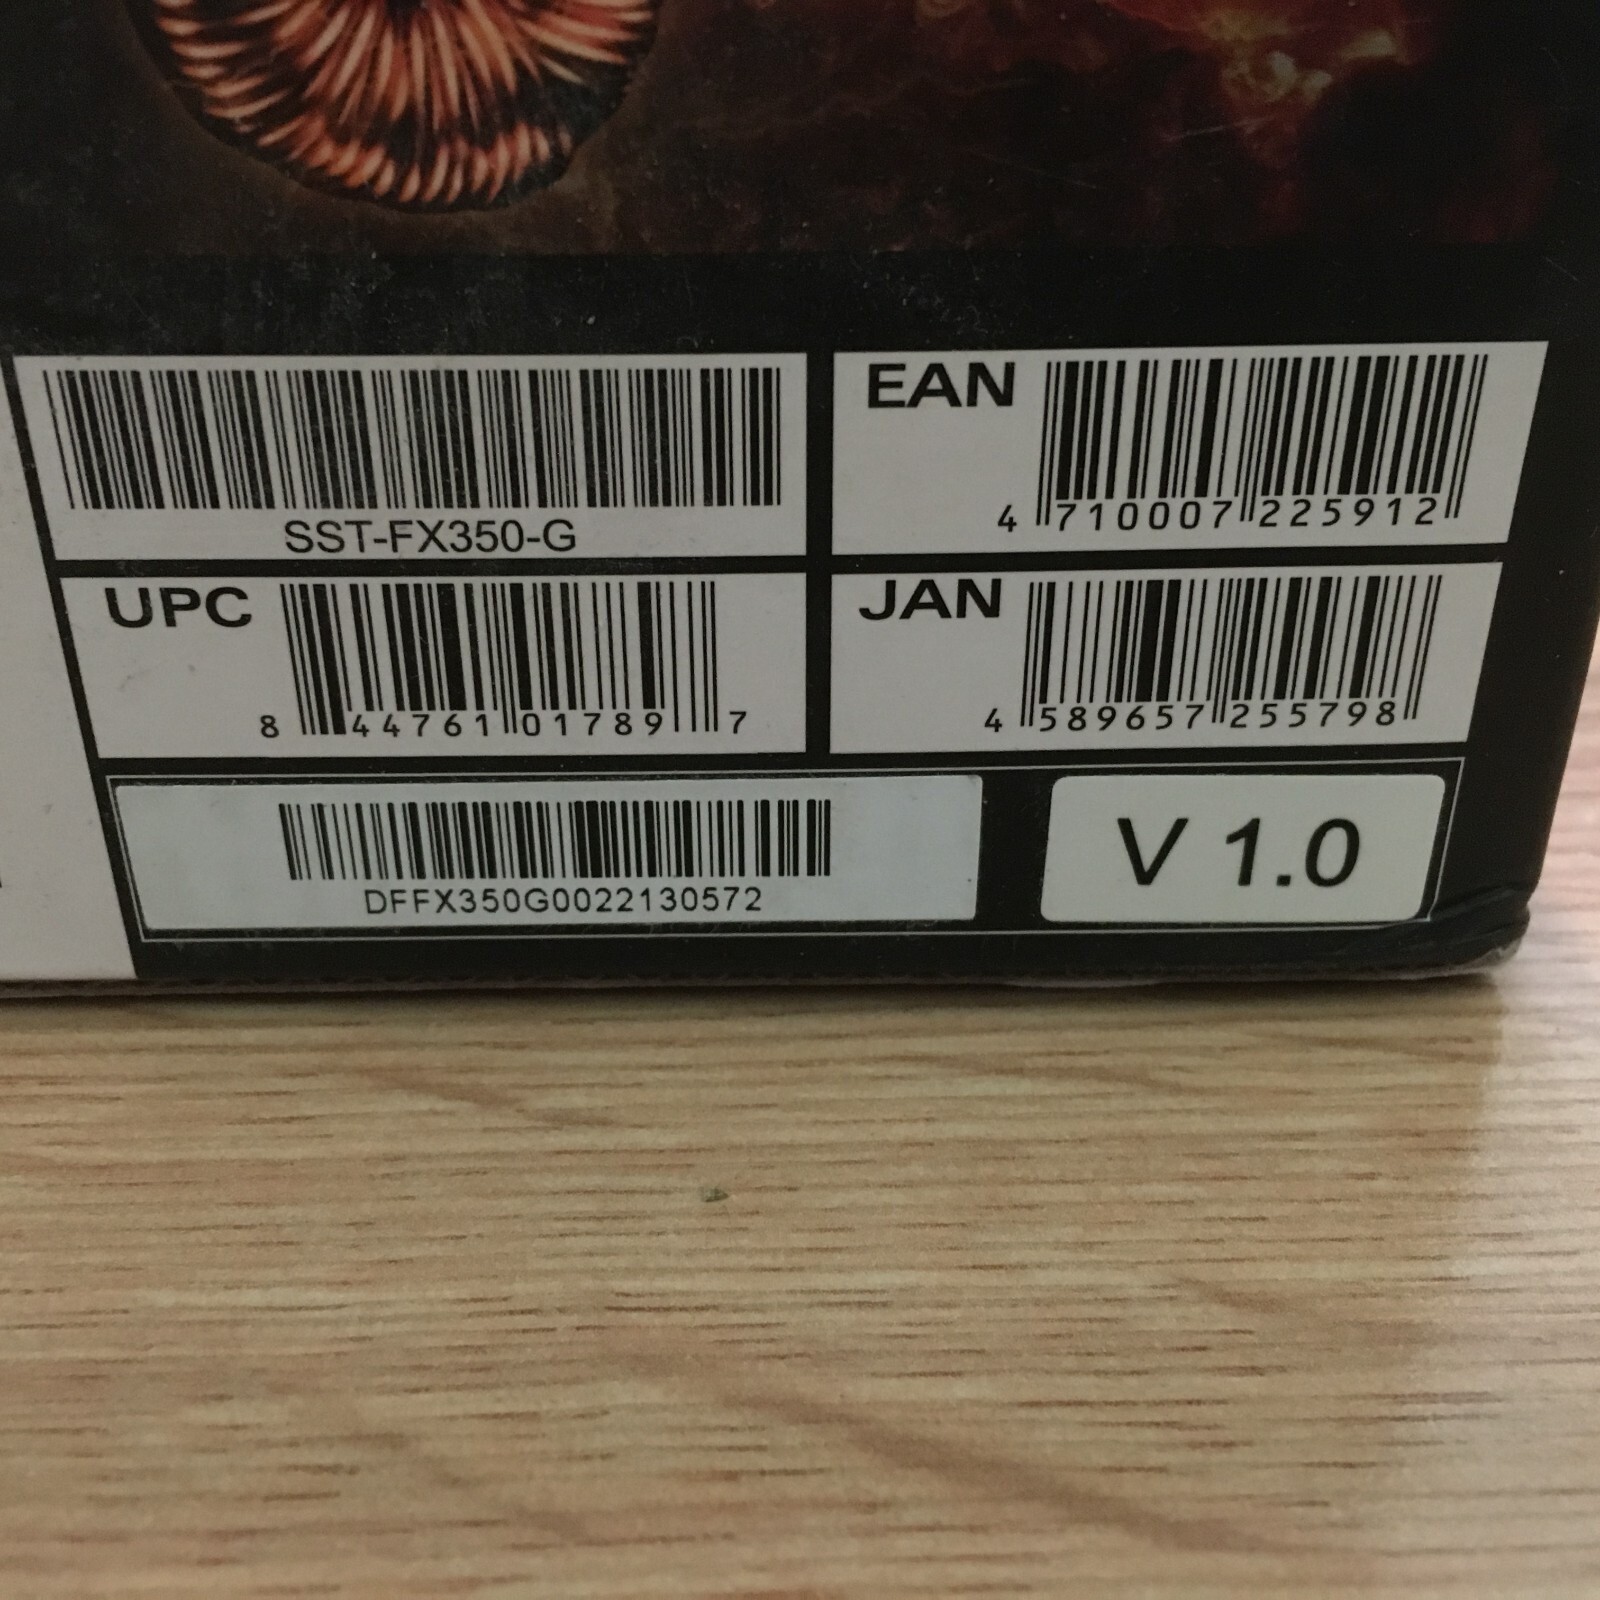 SST-FX350-G
EAN
4 710007 225912
UPC
8 44761 01789 7
JAN
4 589657 255798
DFFX350G0022130572
V 1.0